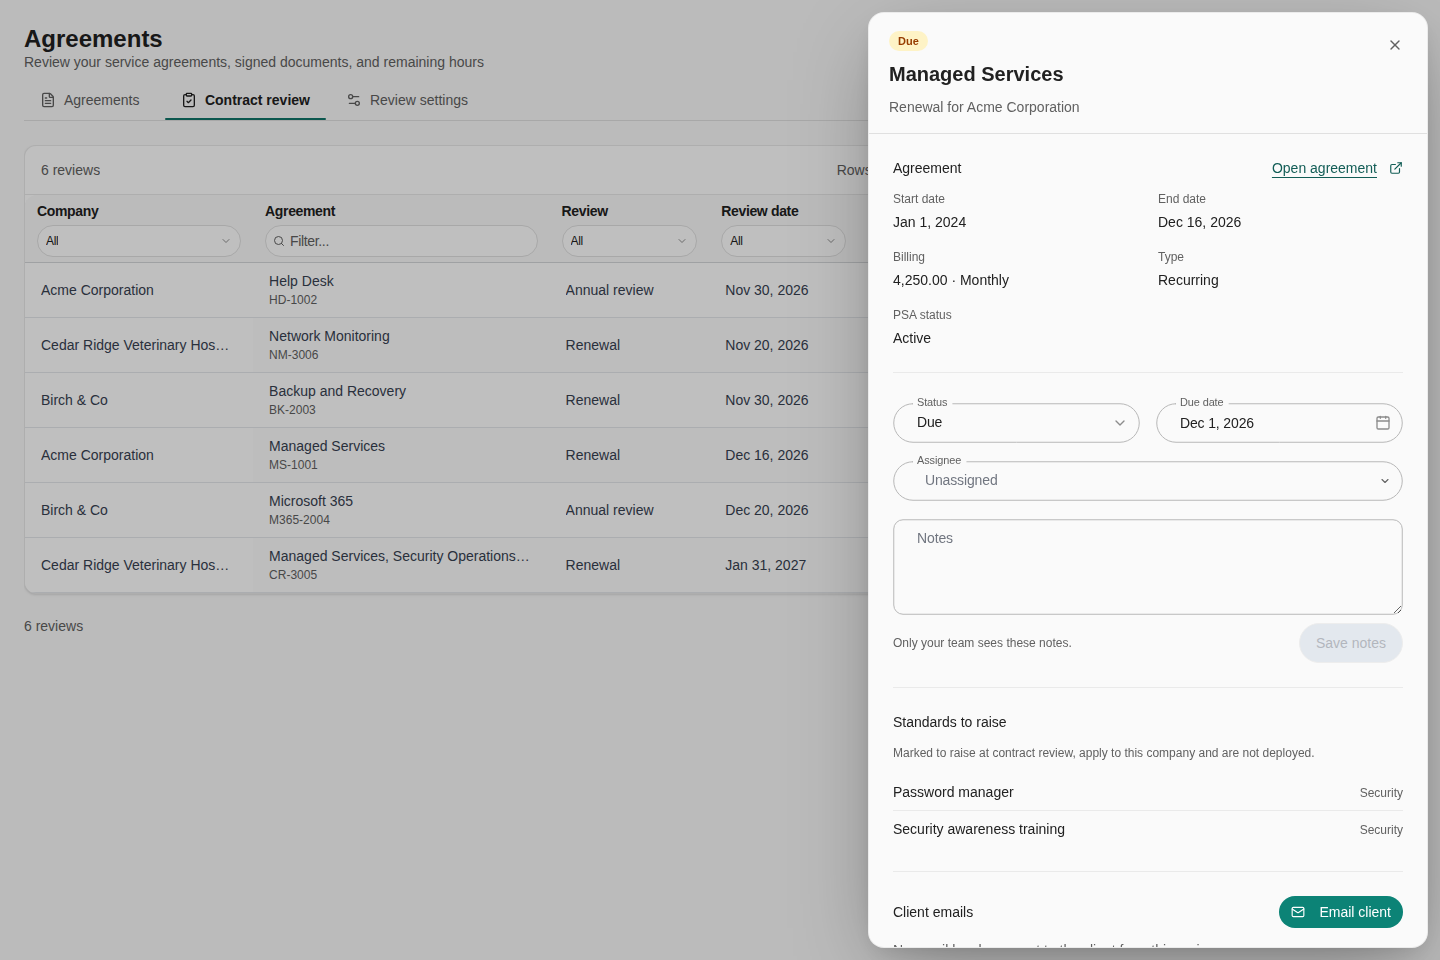 Agreements
Review your service agreements, signed documents, and remaining hours
Agreements
Contract review
Review settings
6 reviews
Rows
Company
Agreement
Review
Review date
All
Filter...
All
All
Acme Corporation
Help Desk
HD-1002
Annual review
Nov 30, 2026
Cedar Ridge Veterinary Hos…
Network Monitoring
NM-3006
Renewal
Nov 20, 2026
Birch & Co
Backup and Recovery
BK-2003
Renewal
Nov 30, 2026
Acme Corporation
Managed Services
MS-1001
Renewal
Dec 16, 2026
Birch & Co
Microsoft 365
M365-2004
Annual review
Dec 20, 2026
Cedar Ridge Veterinary Hos…
Managed Services, Security Operations…
CR-3005
Renewal
Jan 31, 2027
6 reviews
Due
Managed Services
Renewal for Acme Corporation
Agreement
Open agreement
Start date
End date
Jan 1, 2024
Dec 16, 2026
Billing
Type
4,250.00 · Monthly
Recurring
PSA status
Active
Status
Due
Due date
Dec 1, 2026
Assignee
Unassigned
Notes
Only your team sees these notes.
Save notes
Standards to raise
Marked to raise at contract review, apply to this company and are not deployed.
Password manager
Security
Security awareness training
Security
Client emails
Email client